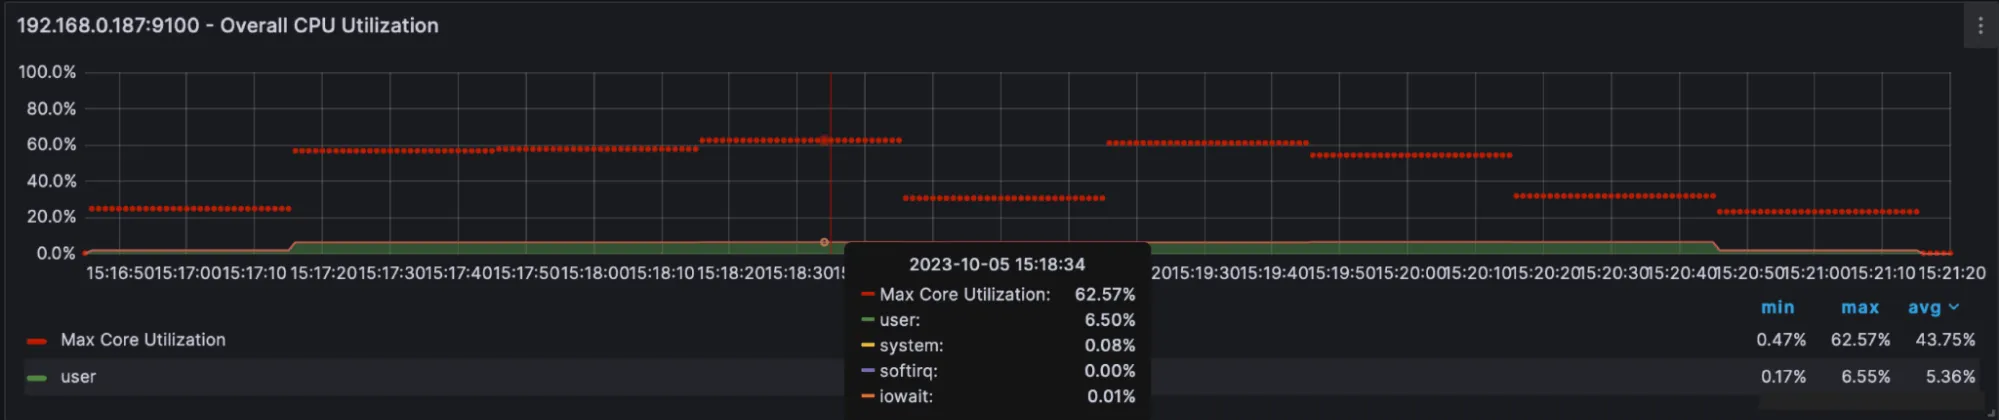 192.168.0.187:9100 - Overall CPU Utilization
100.0%
80.0%
60.0%
40.0%
20.0%
0.0%
15:16:50 15:17:00 15:17:10 15:17:20 15:17:30 15:17:40 15:17:50 15:18:00 15:18:10 15:18:20 15:18:30 15:19:30 15:19:40 15:19:50 15:20:00 15:20:10 15:20:20 15:20:30 15:20:40 15:20:50 15:21:00 15:21:10 15:21:20
2023-10-05 15:18:34
Max Core Utilization: 62.57%
user: 6.50%
system: 0.08%
softirq: 0.00%
iowait: 0.01%
min max avg
Max Core Utilization 0.47% 62.57% 43.75%
user 0.17% 6.55% 5.36%